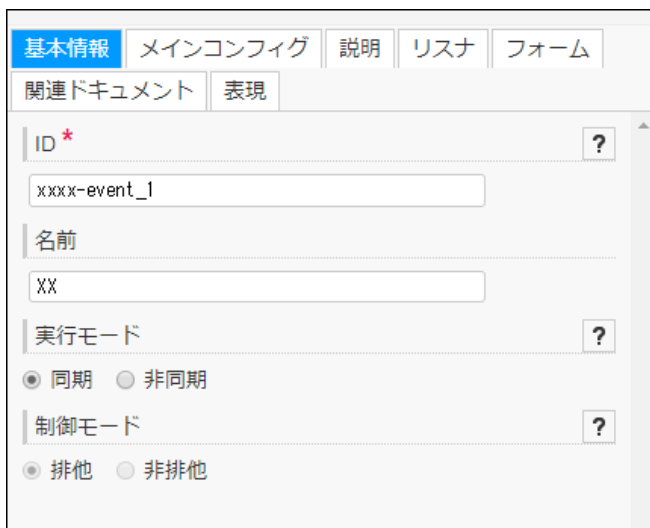 基本情報 メインコンフィグ 説明 リスナ フォーム
関連ドキュメント 表現
ID * ?
xxxx-event_1
名前
XX
実行モード ?
同期 非同期
制御モード ?
排他 非排他